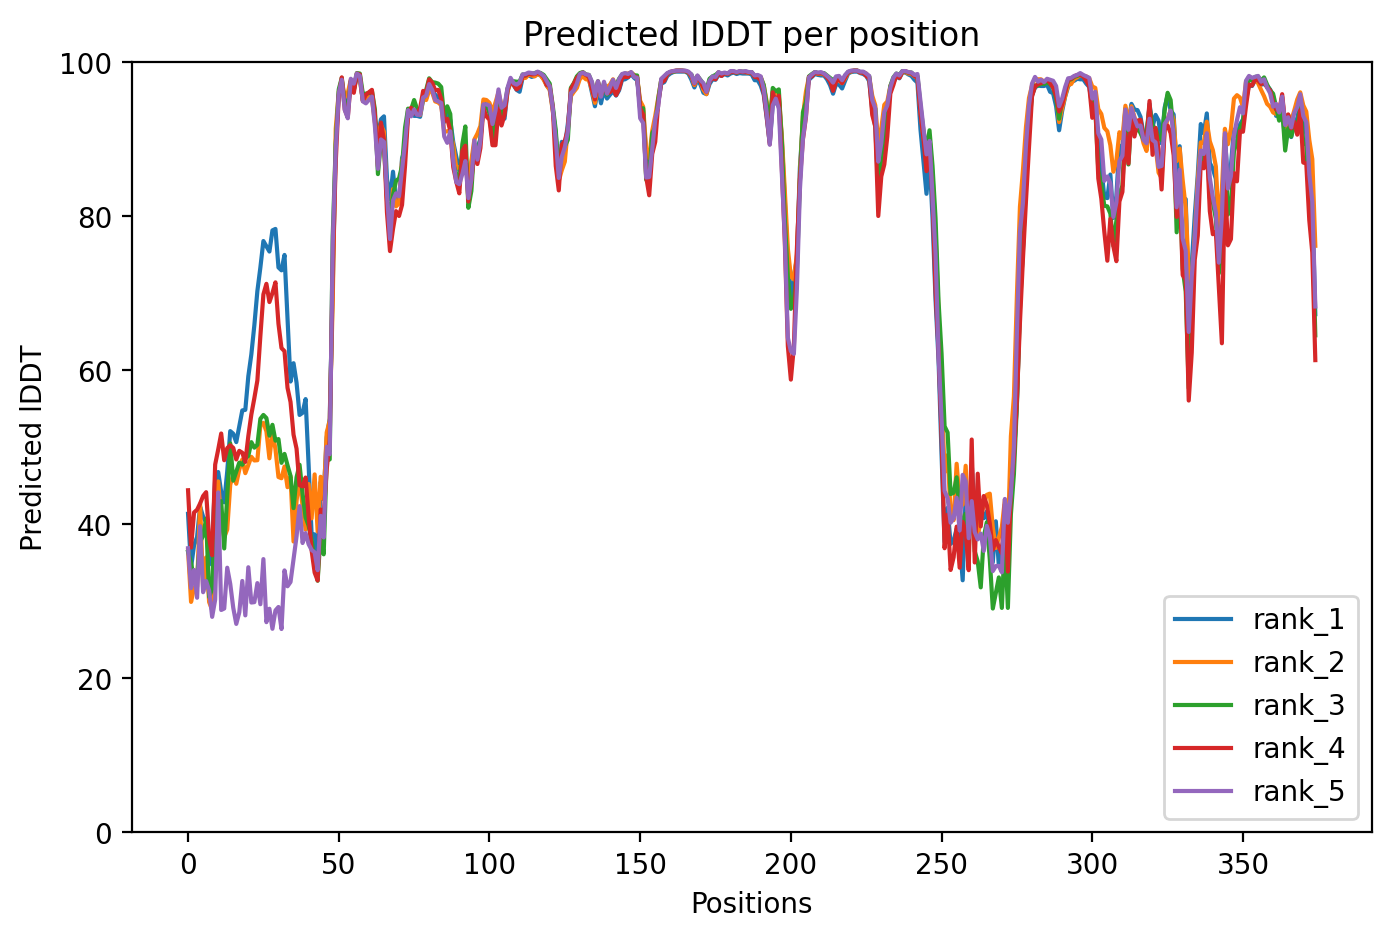 Predicted lDDT per position
Predicted lDDT
100
80
60
40
20
0
0 50 100 150 200 250 300 350
Positions
rank_1
rank_2
rank_3
rank_4
rank_5